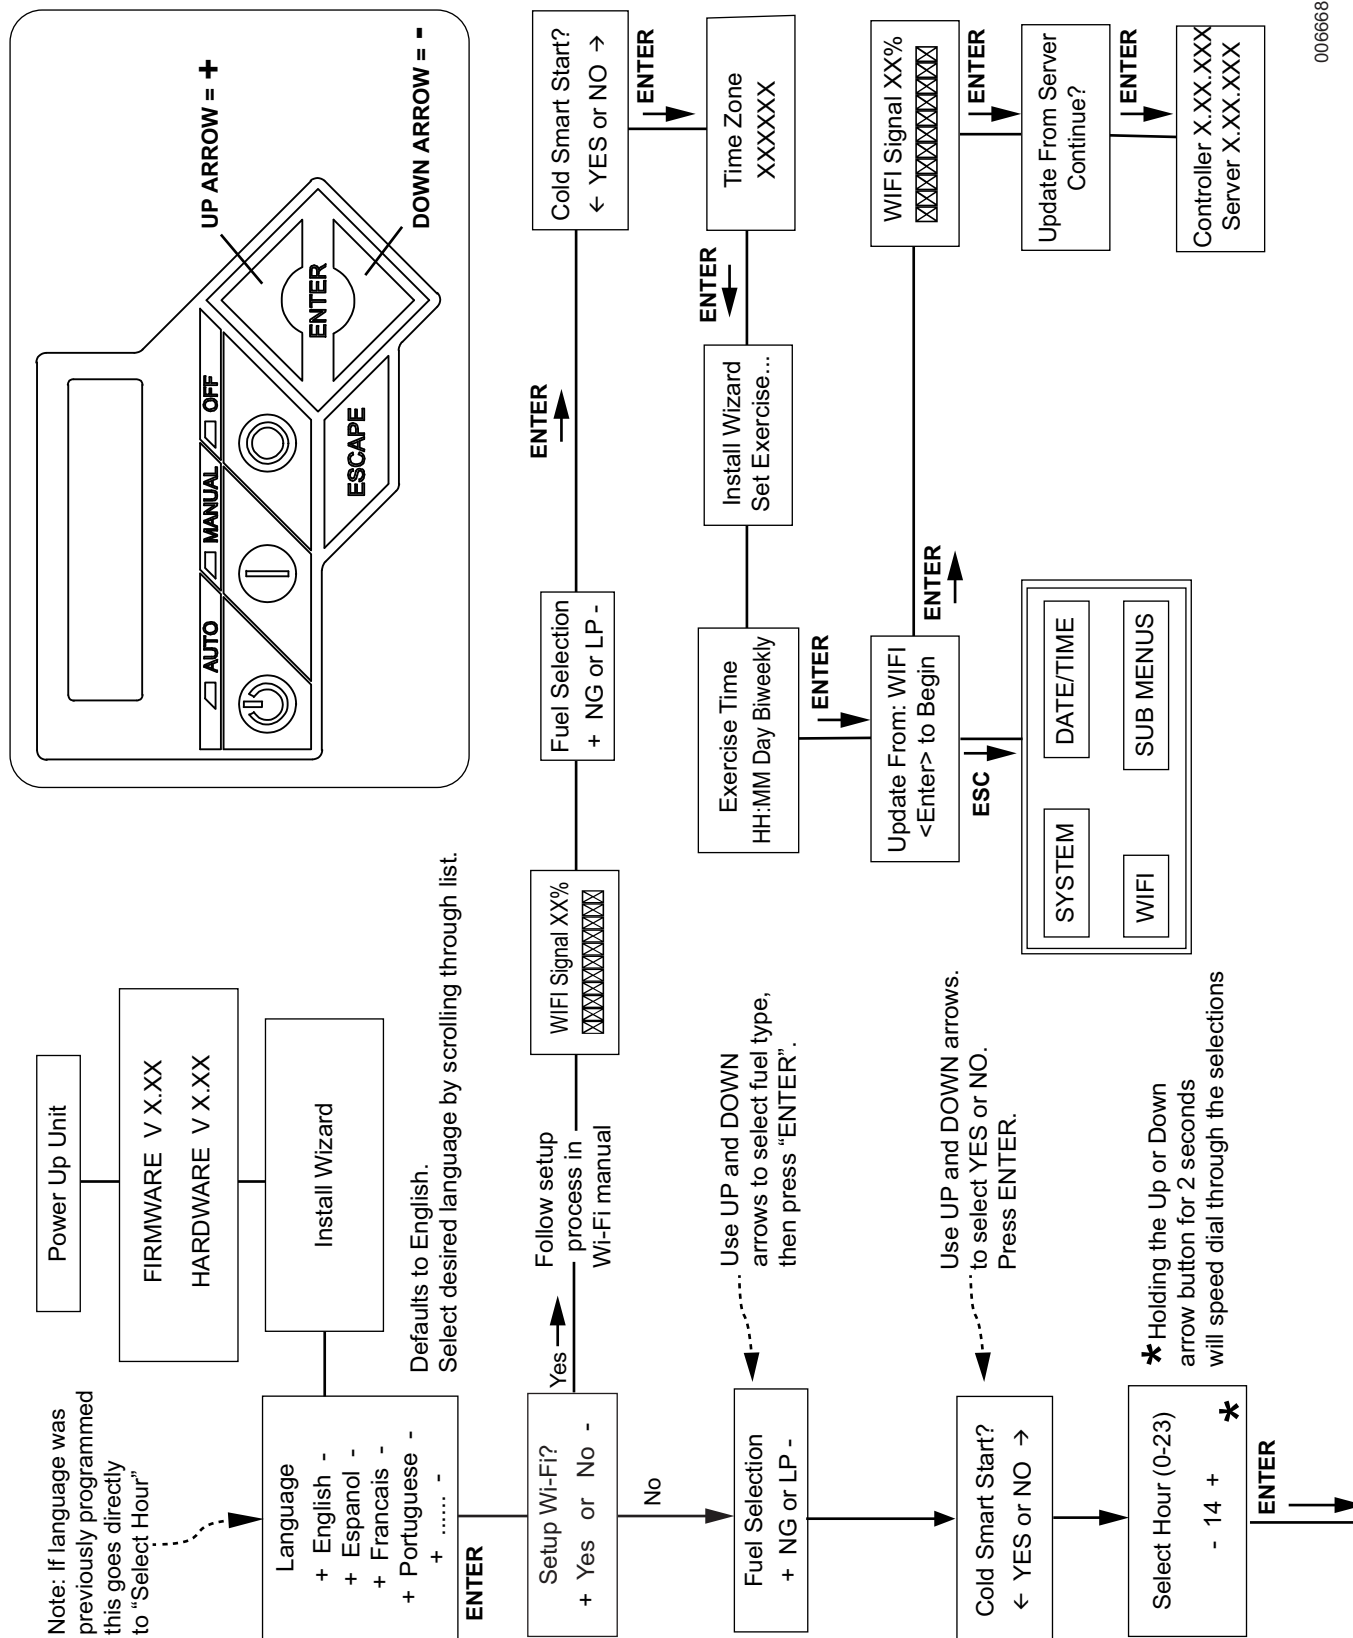 Power Up Unit
FIRMWARE V X.XX
HARDWARE V X.XX
Install Wizard
Note: If language was
previously programmed
this goes directly
to “Select Hour”
Language
+ English -
+ Espanol -
+ Francais -
+ Portuguese -
+ ...... -
Defaults to English.
Select desired language by scrolling through list.
ENTER
Setup Wi-Fi?
+ Yes or No -
Yes
Follow setup
process in
Wi-Fi manual
WIFI Signal XX%
Fuel Selection
+ NG or LP -
ENTER
Cold Smart Start?
← YES or NO →
ENTER
Time Zone
XXXXXX
ENTER
Install Wizard
Set Exercise...
Exercise Time
HH:MM Day Biweekly
ENTER
Update From: WIFI
<Enter> to Begin
ENTER
WIFI Signal XX%
ENTER
Update From Server
Continue?
ENTER
Controller X.XX.XXX
Server X.XX.XXX
ESC
SYSTEM
DATE/TIME
WIFI
SUB MENUS
No
Fuel Selection
+ NG or LP -
Use UP and DOWN
arrows to select fuel type,
then press “ENTER”.
Cold Smart Start?
← YES or NO →
Use UP and DOWN arrows.
to select YES or NO.
Press ENTER.
Select Hour (0-23)
- 14 +
*
* Holding the Up or Down
arrow button for 2 seconds
will speed dial through the selections
ENTER
AUTO
MANUAL
OFF
ESCAPE
ENTER
UP ARROW = +
DOWN ARROW = -
006668